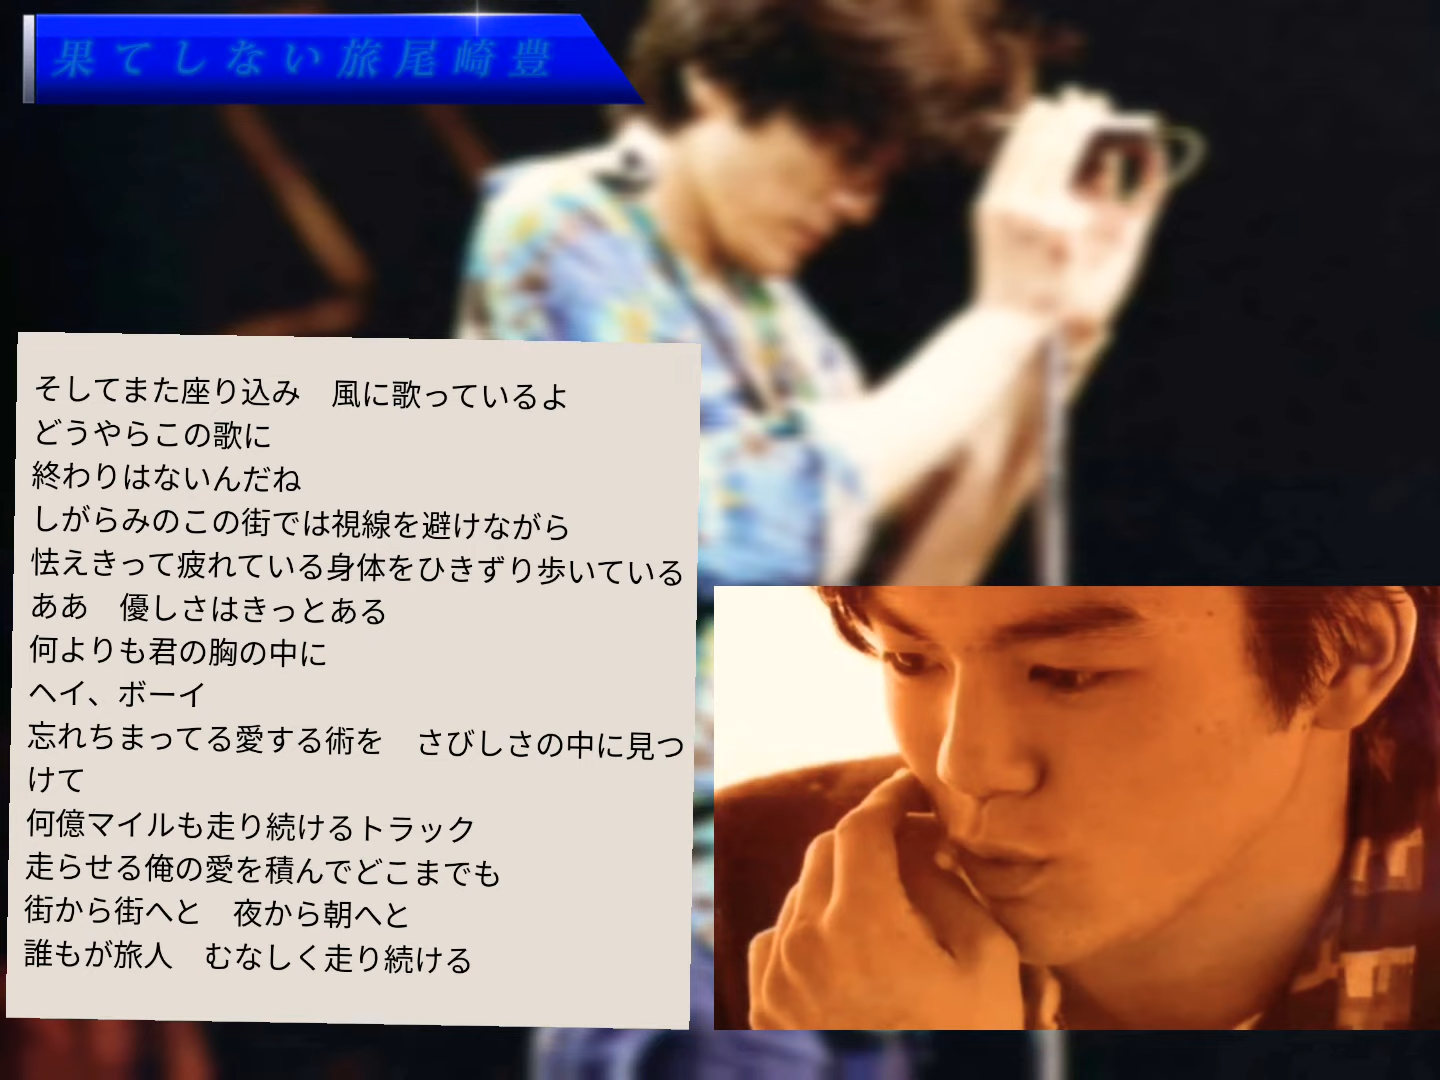 果てしない旅尾崎豊
そしてまた座り込み　風に歌っているよ
どうやらこの歌に
終わりはないんだね
しがらみのこの街では視線を避けながら
怯えきって疲れている身体をひきずり歩いている
ああ　優しさはきっとある
何よりも君の胸の中に
ヘイ、ボーイ
忘れちまってる愛する術を　さびしさの中に見つ
けて
何億マイルも走り続けるトラック
走らせる俺の愛を積んでどこまでも
街から街へと　夜から朝へと
誰もが旅人　むなしく走り続ける